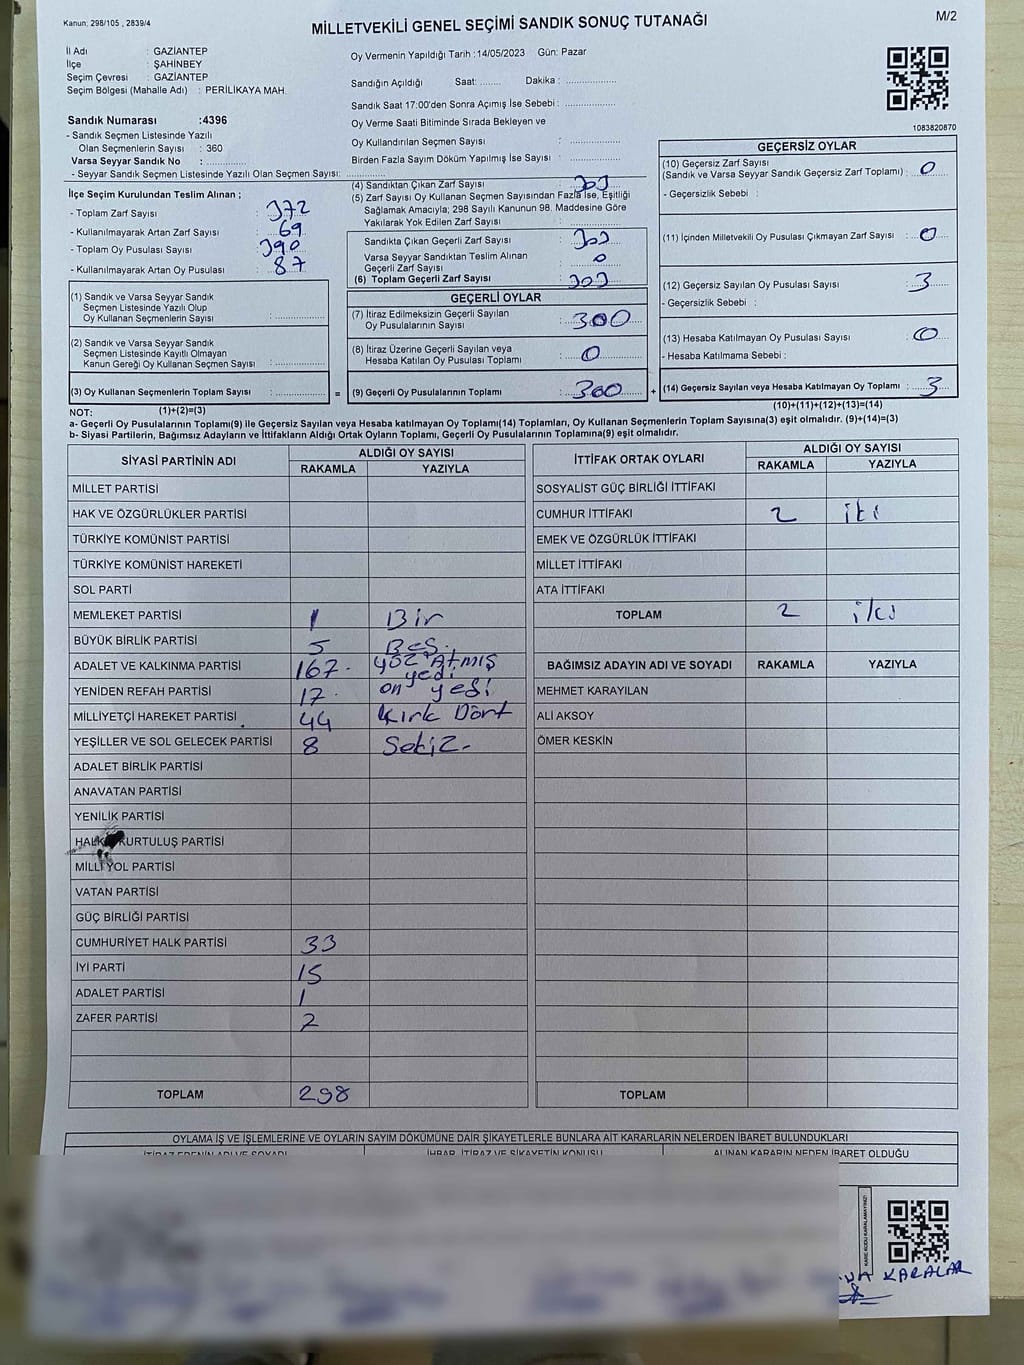 Kanun: 298/105 , 2839/4
MİLLETVEKİLİ GENEL SEÇİMİ SANDIK SONUÇ TUTANAĞI
M/2
İl Adı : GAZİANTEP
İlçe : ŞAHİNBEY
Seçim Çevresi : GAZİANTEP
Seçim Bölgesi (Mahalle Adı) : PERİLİKAYA MAH.
Sandık Numarası :4396
- Sandık Seçmen Listesinde Yazılı
Olan Seçmenlerin Sayısı : 360
Varsa Seyyar Sandık No : ..............
- Seyyar Sandık Seçmen Listesinde Yazılı Olan Seçmen Sayısı: ..............
İlçe Seçim Kurulundan Teslim Alınan ;
- Toplam Zarf Sayısı : 372
- Kullanılmayarak Artan Zarf Sayısı : 69
- Toplam Oy Pusulası Sayısı : 390
- Kullanılmayarak Artan Oy Pusulası : 87
(1) Sandık ve Varsa Seyyar Sandık
Seçmen Listesinde Yazılı Olup
Oy Kullanan Seçmenlerin Sayısı : ..............
(2) Sandık ve Varsa Seyyar Sandık
Seçmen Listesinde Kayıtlı Olmayan
Kanun Gereği Oy Kullanan Seçmen Sayısı : ..............
(3) Oy Kullanan Seçmenlerin Toplam Sayısı : ..............
Oy Vermenin Yapıldığı Tarih :14/05/2023 Gün: Pazar
Sandığın Açıldığı Saat: ........ Dakika : ..................
Sandık Saat 17:00'den Sonra Açımış İse Sebebi : ..................
Oy Verme Saati Bitiminde Sırada Bekleyen ve
Oy Kullandırılan Seçmen Sayısı : ..................
Birden Fazla Sayım Döküm Yapılmış İse Sayısı : ..................
(4) Sandıktan Çıkan Zarf Sayısı : 303
(5) Zarf Sayısı Oy Kullanan Seçmen Sayısından Fazla İse, Eşitliği
Sağlamak Amacıyla; 298 Sayılı Kanunun 98. Maddesine Göre
Yakılarak Yok Edilen Zarf Sayısı : ..................
Sandıkta Çıkan Geçerli Zarf Sayısı : 303
Varsa Seyyar Sandıktan Teslim Alınan
Geçerli Zarf Sayısı : 0
(6) Toplam Geçerli Zarf Sayısı : 303
GEÇERLİ OYLAR
(7) İtiraz Edilmeksizin Geçerli Sayılan
Oy Pusulalarının Sayısı : 300
(8) İtiraz Üzerine Geçerli Sayılan veya
Hesaba Katılan Oy Pusulası Toplamı : 0
= (9) Geçerli Oy Pusulalarının Toplamı : 300 +
1083820870
GEÇERSİZ OYLAR
(10) Geçersiz Zarf Sayısı
(Sandık ve Varsa Seyyar Sandık Geçersiz Zarf Toplamı) : 0
- Geçersizlik Sebebi :
(11) İçinden Milletvekili Oy Pusulası Çıkmayan Zarf Sayısı : 0
(12) Geçersiz Sayılan Oy Pusulası Sayısı : 3
- Geçersizlik Sebebi :
(13) Hesaba Katılmayan Oy Pusulası Sayısı : 0
- Hesaba Katılmama Sebebi :
(14) Geçersiz Sayılan veya Hesaba Katılmayan Oy Toplamı : 3
NOT: (1)+(2)=(3) (10)+(11)+(12)+(13)=(14)
a- Geçerli Oy Pusulalarının Toplamı(9) ile Geçersiz Sayılan veya Hesaba katılmayan Oy Toplamı(14) Toplamları, Oy Kullanan Seçmenlerin Toplam Sayısına(3) eşit olmalıdır. (9)+(14)=(3)
b- Siyasi Partilerin, Bağımsız Adayların ve İttifakların Aldığı Ortak Oyların Toplamı, Geçerli Oy Pusulalarının Toplamına(9) eşit olmalıdır.
SİYASİ PARTİNİN ADI ALDIĞI OY SAYISI
RAKAMLA YAZIYLA
MİLLET PARTİSİ
HAK VE ÖZGÜRLÜKLER PARTİSİ
TÜRKİYE KOMÜNİST PARTİSİ
TÜRKİYE KOMÜNİST HAREKETİ
SOL PARTİ
MEMLEKET PARTİSİ 1 Bir
BÜYÜK BİRLİK PARTİSİ 5 Beş.
ADALET VE KALKINMA PARTİSİ 167 yüz Atmış yedi
YENİDEN REFAH PARTİSİ 17 on yedi
MİLLİYETÇİ HAREKET PARTİSİ 44 Kırk Dört
YEŞİLLER VE SOL GELECEK PARTİSİ 8 Sekiz
ADALET BİRLİK PARTİSİ
ANAVATAN PARTİSİ
YENİLİK PARTİSİ
HALK KURTULUŞ PARTİSİ
MİLLİ YOL PARTİSİ
VATAN PARTİSİ
GÜÇ BİRLİĞİ PARTİSİ
CUMHURİYET HALK PARTİSİ 33
İYİ PARTİ 15
ADALET PARTİSİ 1
ZAFER PARTİSİ 2
TOPLAM 298
İTTİFAK ORTAK OYLARI ALDIĞI OY SAYISI
RAKAMLA YAZIYLA
SOSYALİST GÜÇ BİRLİĞİ İTTİFAKI
CUMHUR İTTİFAKI 2 iki
EMEK VE ÖZGÜRLÜK İTTİFAKI
MİLLET İTTİFAKI
ATA İTTİFAKI
TOPLAM 2 iki
BAĞIMSIZ ADAYIN ADI VE SOYADI RAKAMLA YAZIYLA
MEHMET KARAYILAN
ALİ AKSOY
ÖMER KESKİN
TOPLAM
OYLAMA İŞ VE İŞLEMLERİNE VE OYLARIN SAYIM DÖKÜMÜNE DAİR ŞİKAYETLERLE BUNLARA AİT KARARLARIN NELERDEN İBARET BULUNDUKLARI
İTİRAZ EDENİN ADI VE SOYADI İHBAR, İTİRAZ VE ŞİKAYETİN KONUSU ALINAN KARARIN NEDEN İBARET OLDUĞU
KARE KODU KARALAMAYINIZ!
KARALAR